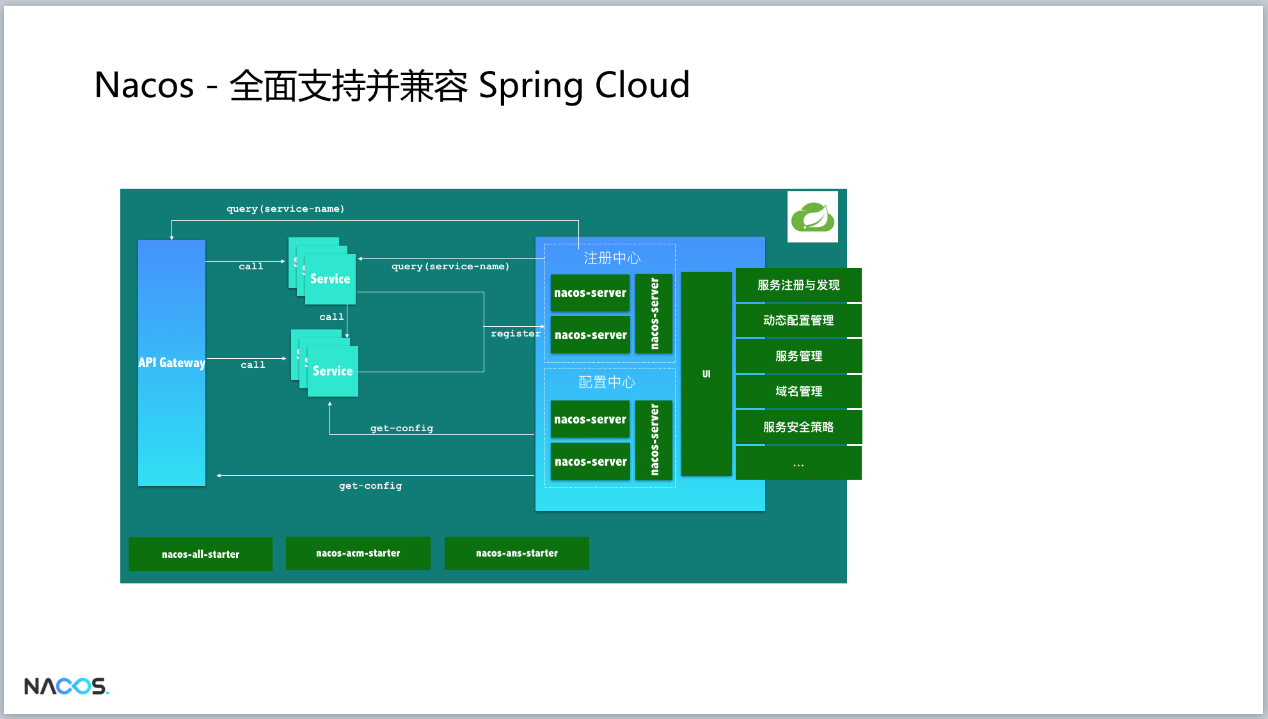 Nacos - 全面支持并兼容 Spring Cloud
query(service-name)
call
Service
query(service-name)
call
register
API Gateway
call
Service
get-config
get-config
注册中心
nacos-server
nacos-server
nacos-server
配置中心
nacos-server
nacos-server
nacos-server
UI
服务注册与发现
动态配置管理
服务管理
域名管理
服务安全策略
...
nacos-all-starter
nacos-acm-starter
nacos-ans-starter
NACOS.